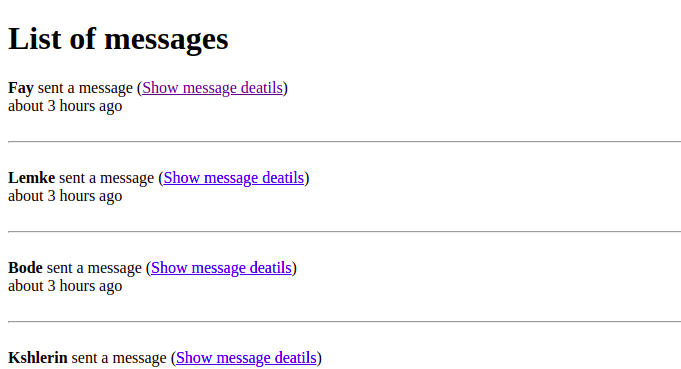 List of messages
Fay sent a message (Show message deatils)
about 3 hours ago
Lemke sent a message (Show message deatils)
about 3 hours ago
Bode sent a message (Show message deatils)
about 3 hours ago
Kshlerin sent a message (Show message deatils)